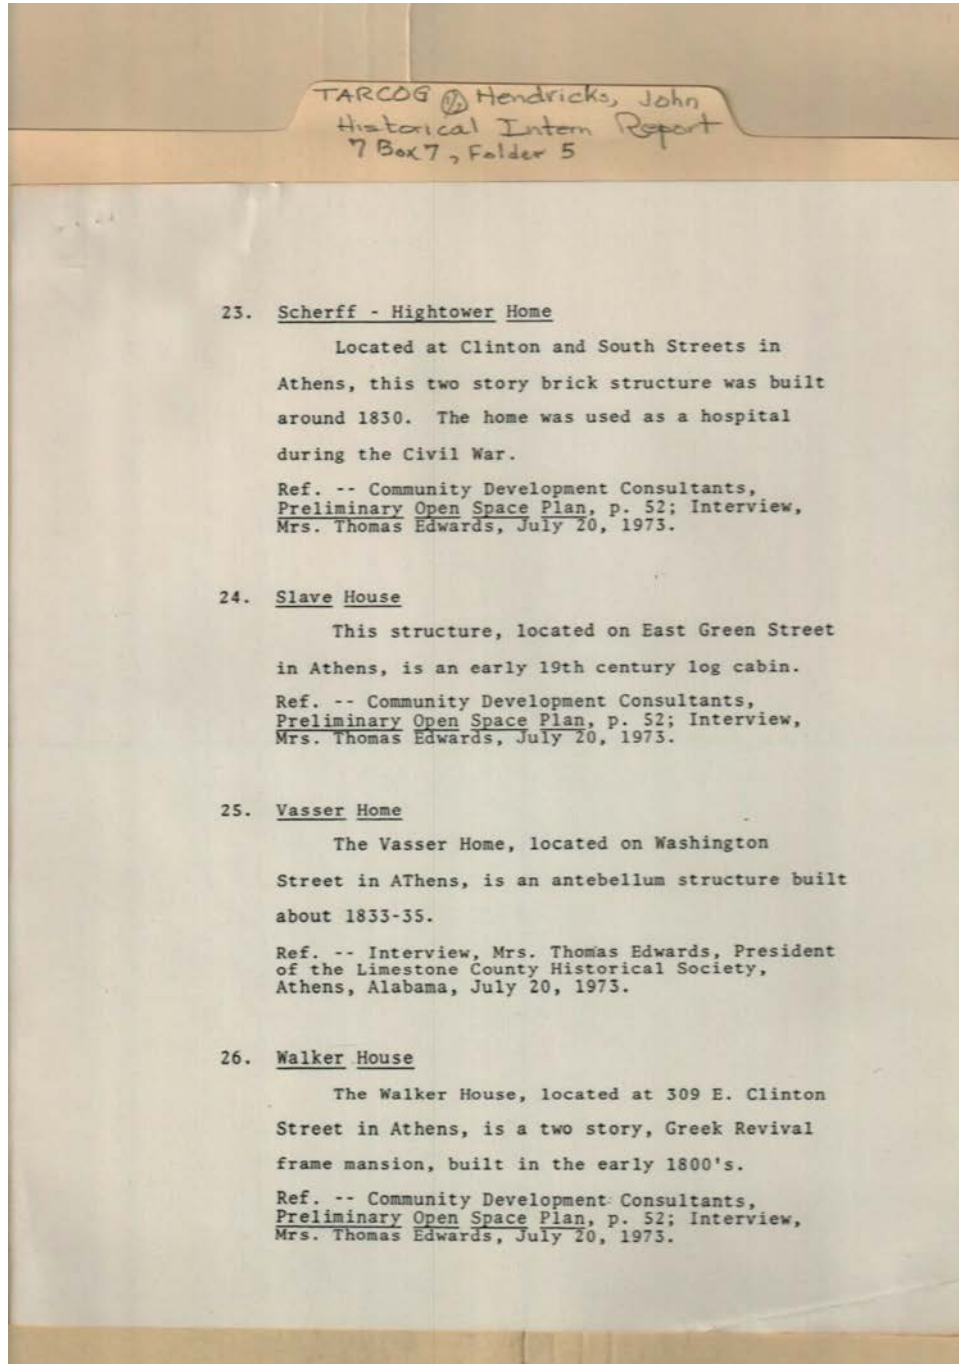 TARCOG Hendricks, John
Historical Intern Report
7 Box 7, Folder 5
23. Scherff - Hightower Home
Located at Clinton and South Streets in
Athens, this two story brick structure was built
around 1830. The home was used as a hospital
during the Civil War.
Ref. -- Community Development Consultants,
Preliminary Open Space Plan, p. 52; Interview,
Mrs. Thomas Edwards, July 20, 1973.
24. Slave House
This structure, located on East Green Street
in Athens, is an early 19th century log cabin.
Ref. -- Community Development Consultants,
Preliminary Open Space Plan, p. 52; Interview,
Mrs. Thomas Edwards, July 20, 1973.
25. Vasser Home
The Vasser Home, located on Washington
Street in AThens, is an antebellum structure built
about 1833-35.
Ref. -- Interview, Mrs. Thomas Edwards, President
of the Limestone County Historical Society,
Athens, Alabama, July 20, 1973.
26. Walker House
The Walker House, located at 309 E. Clinton
Street in Athens, is a two story, Greek Revival
frame mansion, built in the early 1800's.
Ref. -- Community Development Consultants,
Preliminary Open Space Plan, p. 52; Interview,
Mrs. Thomas Edwards, July 20, 1973.